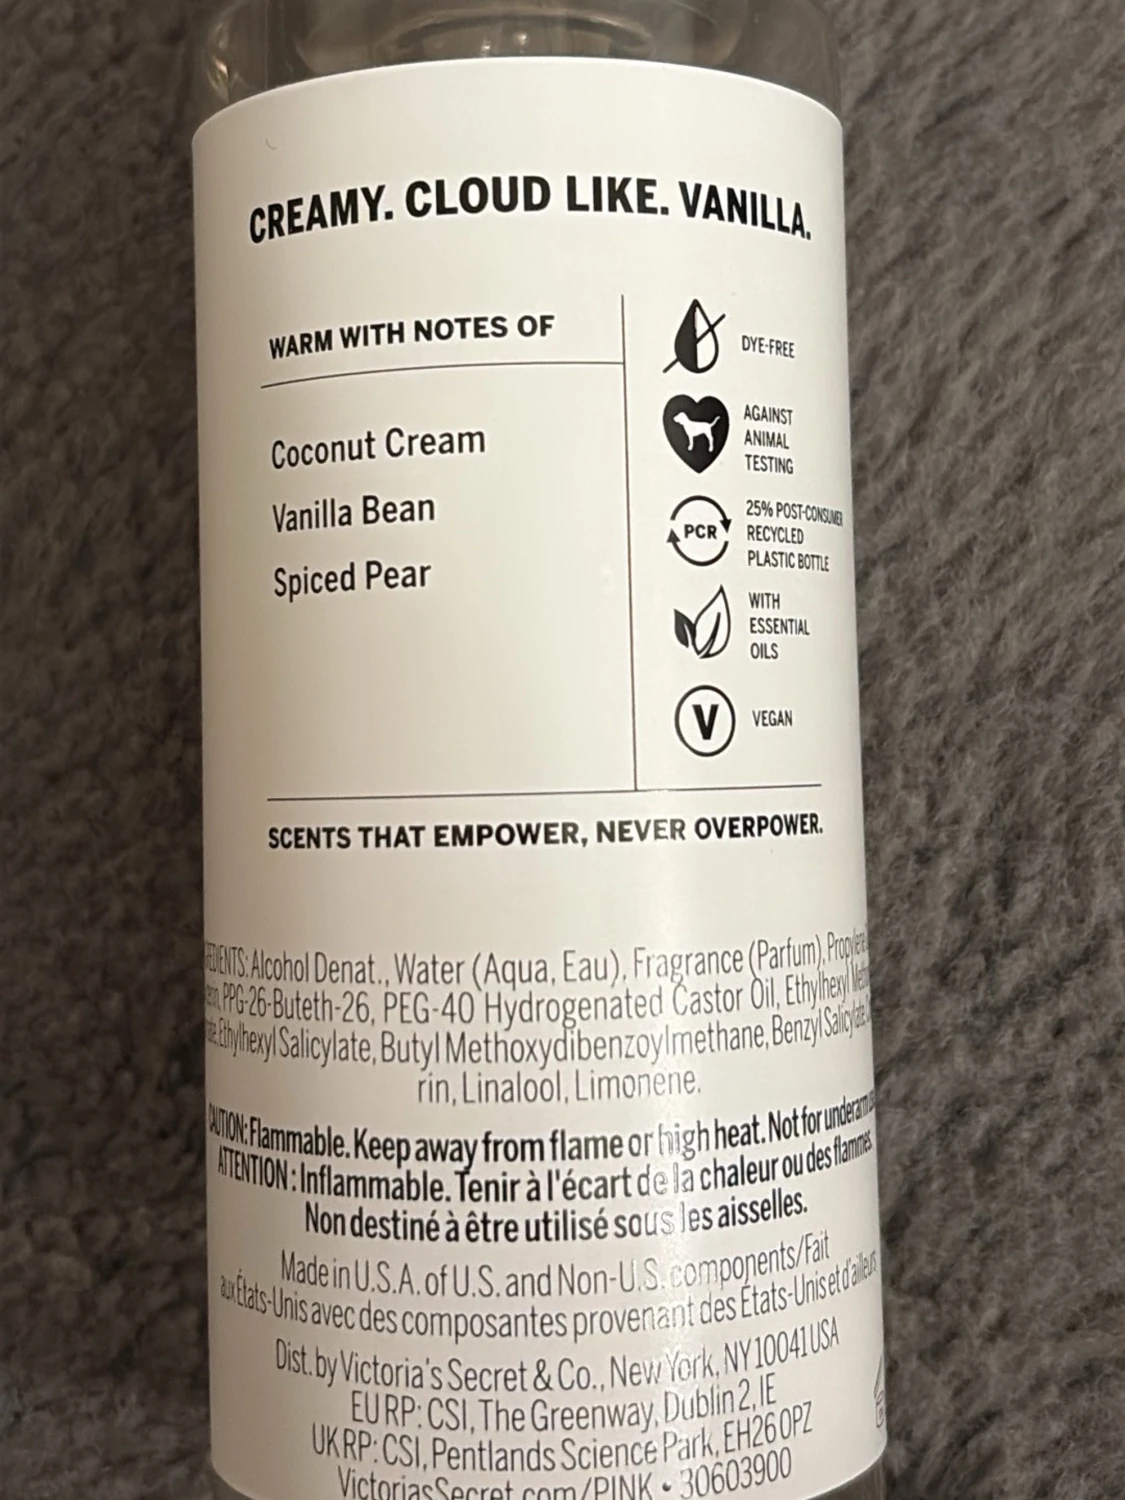 CREAMY. CLOUD LIKE. VANILLA.
WARM WITH NOTES OF
Coconut Cream
Vanilla Bean
Spiced Pear
DYE-FREE
AGAINST
ANIMAL
TESTING
PCR
25% POST-CONSUMER
RECYCLED
PLASTIC BOTTLE
WITH
ESSENTIAL
OILS
V
VEGAN
SCENTS THAT EMPOWER, NEVER OVERPOWER.
Alcohol Denat., Water (Aqua, Eau), Fragrance (Parfum),
PPG-26-Buteth-26, PEG-40 Hydrogenated Castor Oil, Ethylhexyl
Ethylhexyl Salicylate, Butyl Methoxydibenzoylmethane, Benzyl Salicylate,
rin, Linalool, Limonene.
CAUTION: Flammable. Keep away from flame or high heat. Not for underarm
ATTENTION : Inflammable. Tenir à l'écart de la chaleur ou des flammes.
Non destiné à être utilisé sous les aisselles.
Made in U.S.A. of U.S. and Non-U.S. components/Fait
aux États-Unis avec des composantes provenant des États-Unis et d'ailleurs
Dist. by Victoria's Secret & Co., New York, NY 10041 USA
EU RP: CSI, The Greenway, Dublin 2, IE
UK RP: CSI, Pentlands Science Park, EH26 0PZ
VictoriasSecret.com/PINK • 30603900